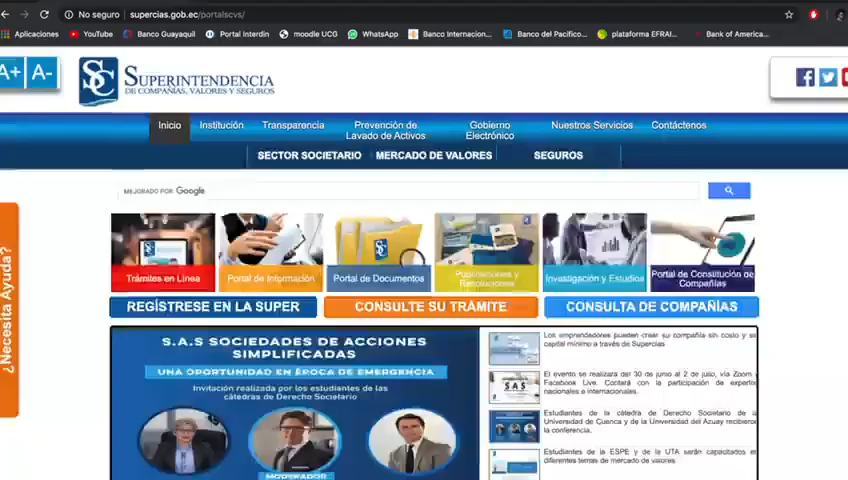 No seguro | supercias.gob.ec/portalscvs/
Aplicaciones YouTube Banco Guayaquil Portal Interdin moodle UCG WhatsApp Banco Internacion... Banco del Pacífico... plataforma EFRAI... Bank of America...
A+ A-
SUPERINTENDENCIA
DE COMPAÑÍAS, VALORES Y SEGUROS
Inicio Institución Transparencia Prevención de Lavado de Activos Gobierno Electrónico Nuestros Servicios Contáctenos
SECTOR SOCIETARIO MERCADO DE VALORES SEGUROS
MEJORADO POR Google
Trámites en Línea Portal de Información Portal de Documentos Publicaciones y Resoluciones Investigación y Estudios Portal de Constitución de Compañías
REGÍSTRESE EN LA SUPER CONSULTE SU TRÁMITE CONSULTA DE COMPAÑÍAS
¿Necesita Ayuda?
S.A.S SOCIEDADES DE ACCIONES
SIMPLIFICADAS
UNA OPORTUNIDAD EN ÉPOCA DE EMERGENCIA
Invitación realizada por los estudiantes de las
cátedras de Derecho Societario
MODERADOR
Los emprendedores pueden crear su compañía sin costo y si
capital mínimo a través de Supercias
El evento se realizará del 30 de junio al 2 de julio, vía Zoom
Facebook Live. Contará con la participación de experto
nacionales e internacionales.
S A S
Estudiantes de la cátedra de Derecho Societario de la
Universidad de Cuenca y de la Universidad del Azuay recibieron
la conferencia.
Estudiantes de la ESPE y de la UTA serán capacitados en
diferentes temas de mercado de valores